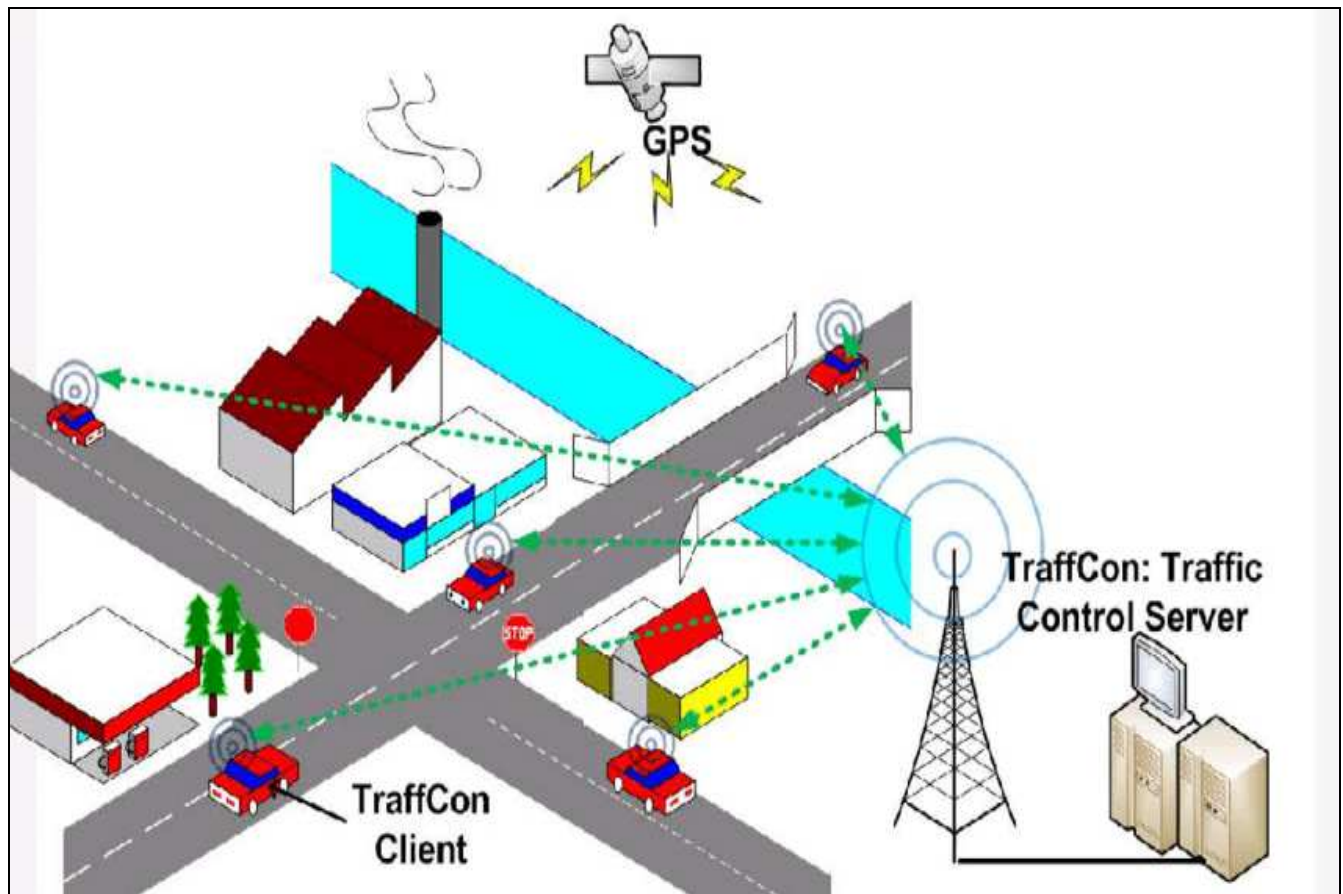 GPS
TraffCon: Traffic
Control Server
STOP
TraffCon
Client